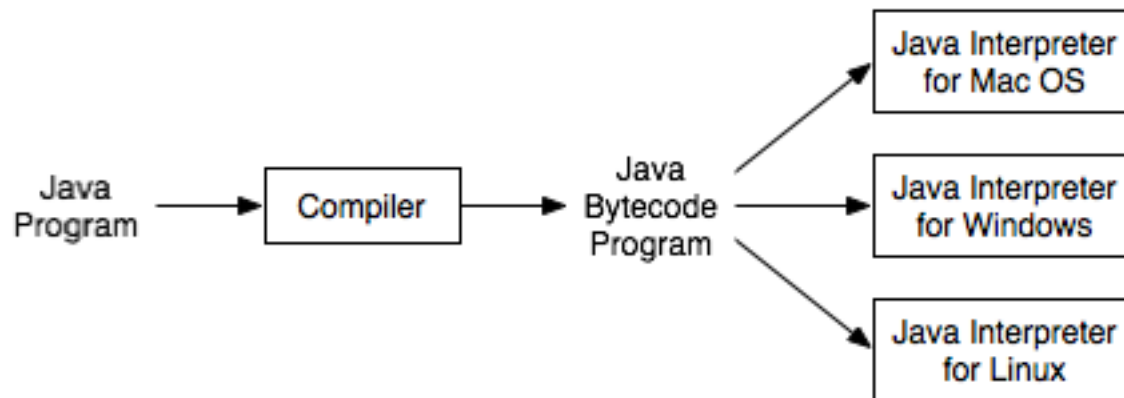 Java
Program
Compiler
Java
Bytecode
Program
Java Interpreter
for Mac OS
Java Interpreter
for Windows
Java Interpreter
for Linux